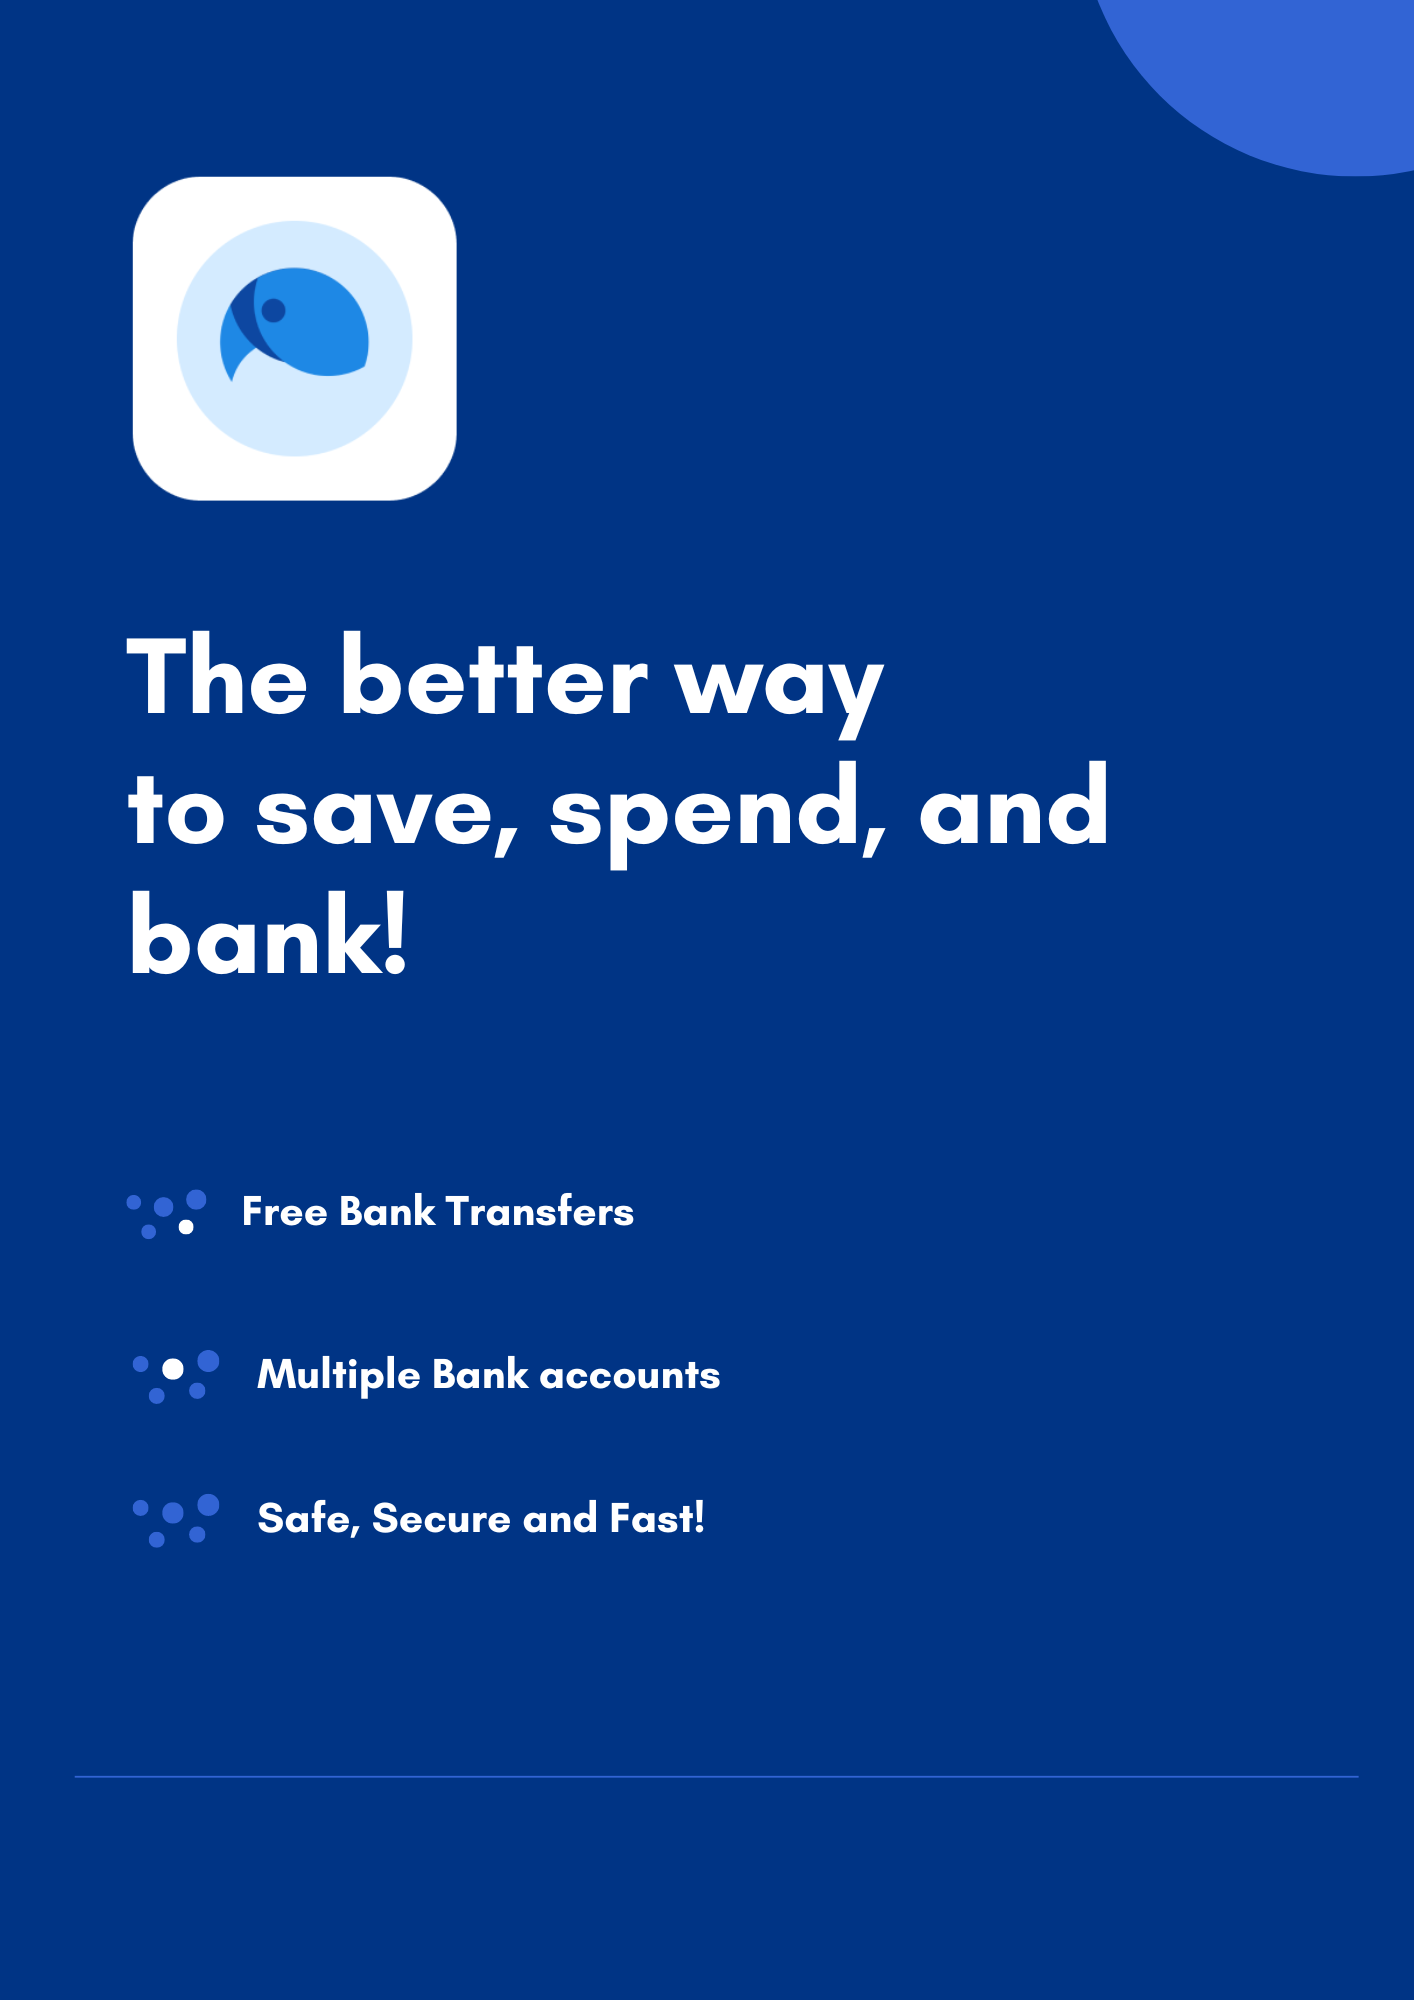 The better way
to save, spend, and
bank!
Free Bank Transfers
Multiple Bank accounts
Safe, Secure and Fast!